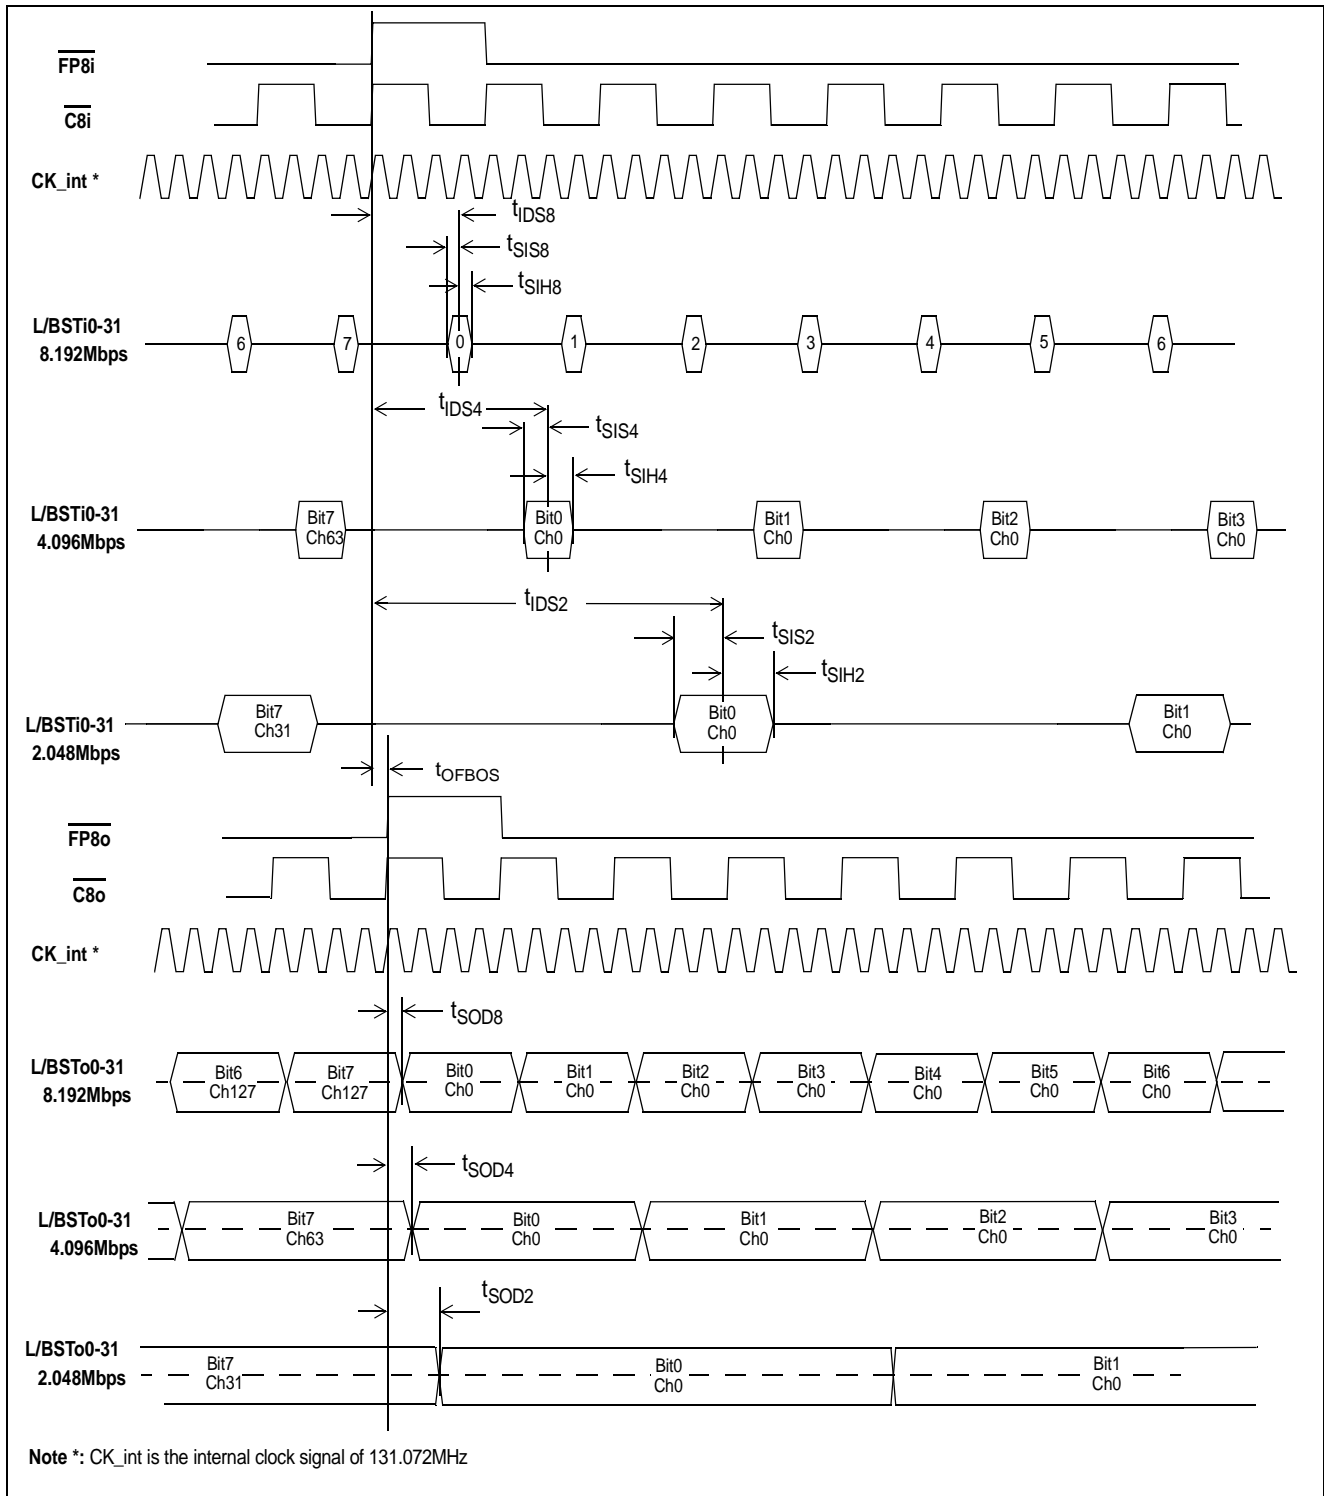 FP8i
C8i
CK_int *
tIDS8
tSIS8
tSIH8
L/BSTi0-31
8.192Mbps
6 7 0 1 2 3 4 5 6
tIDS4
tSIS4
tSIH4
L/BSTi0-31
4.096Mbps
Bit7 Bit0 Bit1 Bit2 Bit3
Ch63 Ch0 Ch0 Ch0 Ch0
tIDS2
tSIS2
tSIH2
L/BSTi0-31
2.048Mbps
Bit7 Bit0 Bit1
Ch31 Ch0 Ch0
tOFBOS
FP8o
C8o
CK_int *
tSOD8
L/BSTo0-31
8.192Mbps
Bit6 Bit7 Bit0 Bit1 Bit2 Bit3 Bit4 Bit5 Bit6
Ch127 Ch127 Ch0 Ch0 Ch0 Ch0 Ch0 Ch0 Ch0
tSOD4
L/BSTo0-31
4.096Mbps
Bit7 Bit0 Bit1 Bit2 Bit3
Ch63 Ch0 Ch0 Ch0 Ch0
tSOD2
L/BSTo0-31
2.048Mbps
Bit7 Bit0 Bit1
Ch31 Ch0 Ch0
Note *: CK_int is the internal clock signal of 131.072MHz